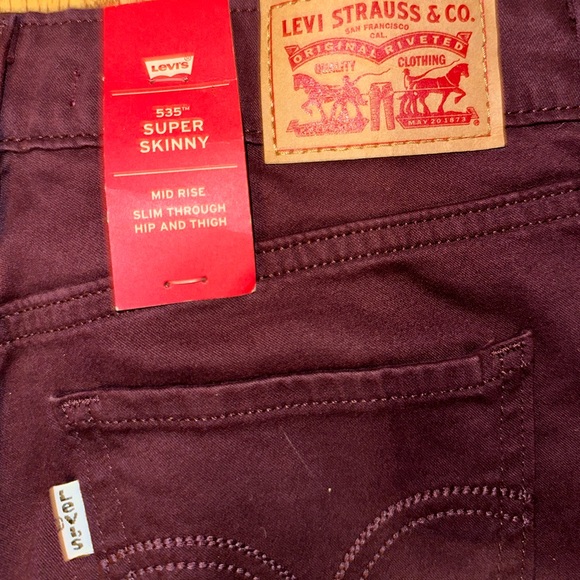 Levi's
535™
SUPER
SKINNY
MID RISE
SLIM THROUGH
HIP AND THIGH
LEVI STRAUSS & CO.
SAN FRANCISCO
CAL.
ORIGINAL RIVETED
QUALITY CLOTHING
MAY 20 1873
LEVI'S